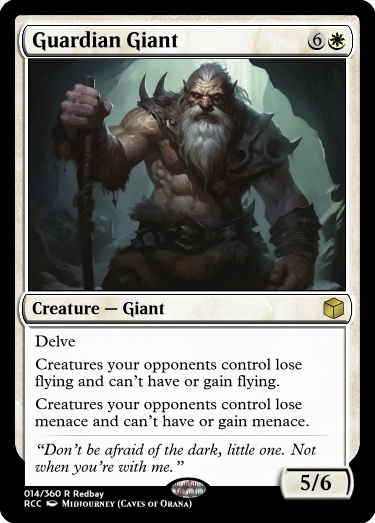 Guardian Giant 6
Creature — Giant
Delve
Creatures your opponents control lose
flying and can't have or gain flying.
Creatures your opponents control lose
menace and can't have or gain menace.
“Don't be afraid of the dark, little one. Not
when you're with me.”
5/6
014/360 R Redbay
RCC Midjourney (Caves of Orana)